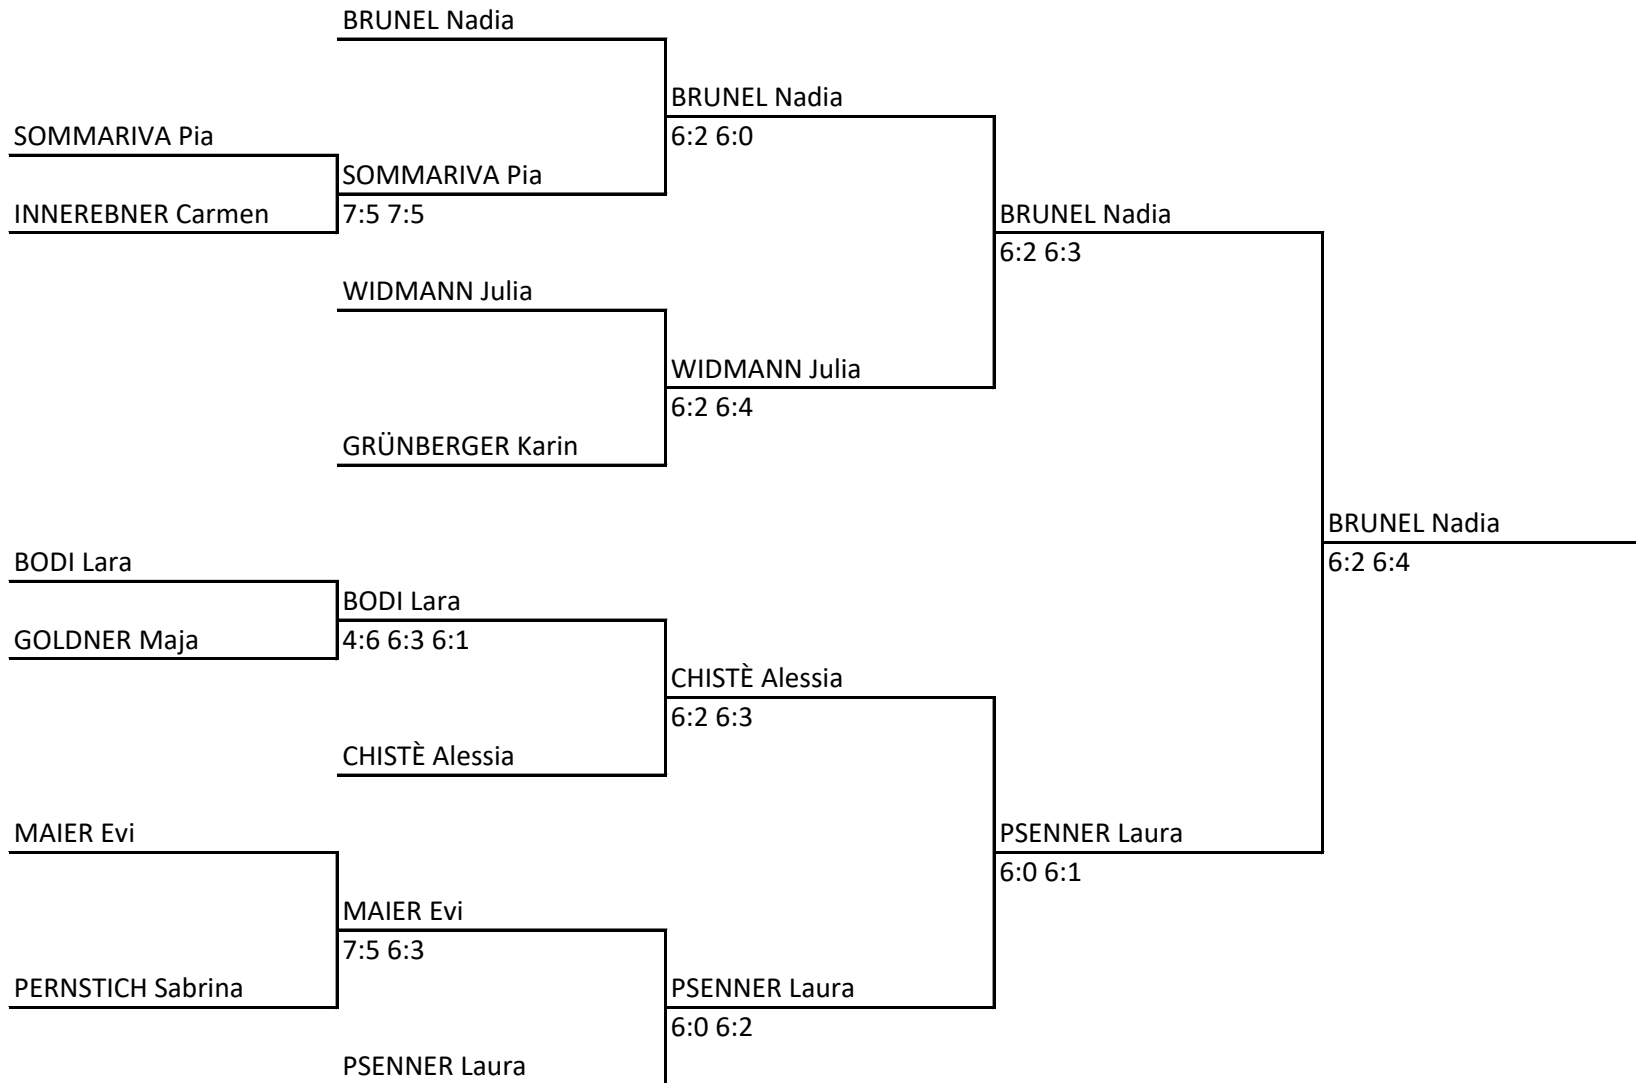 BRUNEL Nadia
BRUNEL Nadia
SOMMARIVA Pia
6:2 6:0
SOMMARIVA Pia
INNEREBNER Carmen
7:5 7:5
BRUNEL Nadia
6:2 6:3
WIDMANN Julia
WIDMANN Julia
6:2 6:4
GRÜNBERGER Karin
BRUNEL Nadia
BODI Lara
6:2 6:4
BODI Lara
GOLDNER Maja
4:6 6:3 6:1
CHISTÈ Alessia
6:2 6:3
CHISTÈ Alessia
MAIER Evi
PSENNER Laura
6:0 6:1
MAIER Evi
7:5 6:3
PERNSTICH Sabrina
PSENNER Laura
6:0 6:2
PSENNER Laura